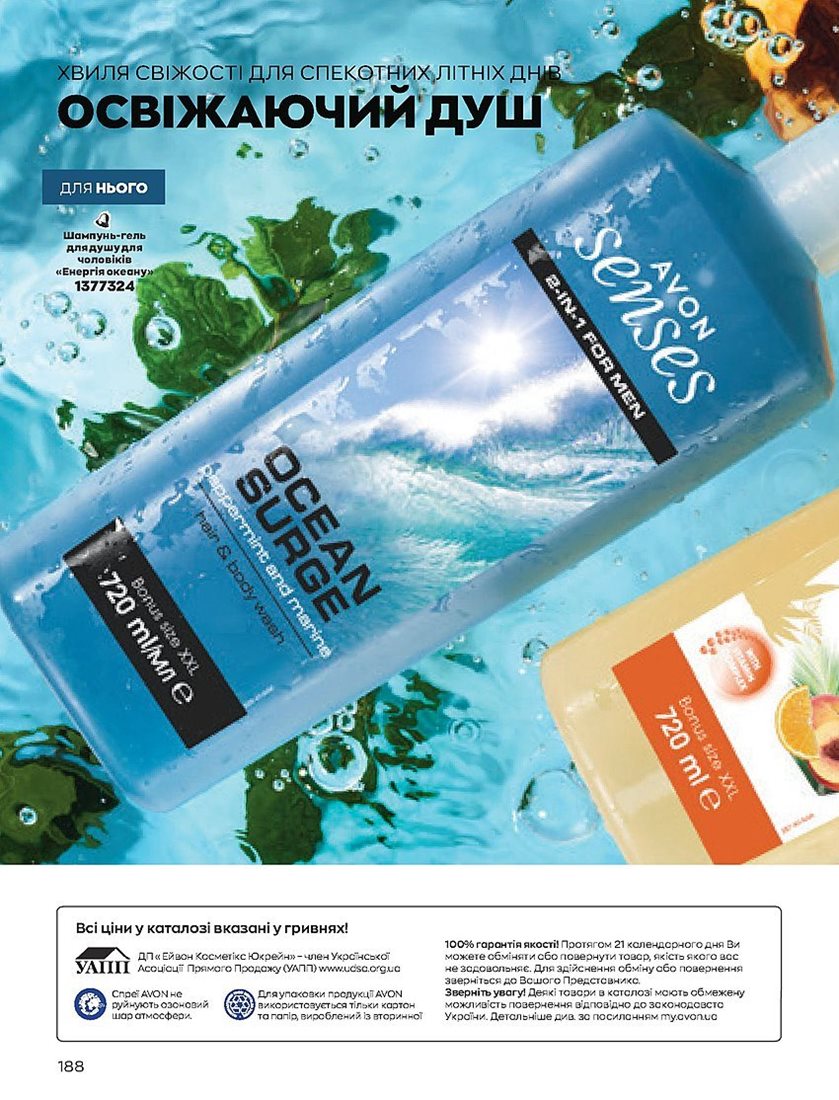 ХВИЛЯ СВІЖОСТІ ДЛЯ СПЕКОТНИХ ЛІТНІХ ДНІВ
ОСВІЖАЮЧИЙ ДУШ
ДЛЯ НЬОГО
Шампунь-гель
для душу для
чоловіків
«Енергія океану»
1377324
AVON
senses
2-IN-1 FOR MEN
OCEAN
SURGE
peppermint and marine
hair & body wash
Bonus size XXL
720 ml/мл e
WITH
VITAMIN
COMPLEX
Bonus size XXL
720 ml e
Всі ціни у каталозі вказані у гривнях!
УАПП
ДП «Ейвон Косметікс Юкрейн» – член Української
Асоціації Прямого Продажу (УАПП) www.udsa.org.ua
Спреї AVON не
руйнують озоновий
шар атмосфери.
Для упаковки продукції AVON
використовується тільки картон
та папір, вироблений із вторинної
100% гарантія якості! Протягом 21 календарного дня Ви
можете обміняти або повернути товар, якість якого вас
не задовольняє. Для здійснення обміну або повернення
зверніться до Вашого Представника.
Зверніть увагу! Деякі товари в каталозі мають обмежену
можливість повернення відповідно до законодавства
України. Детальніше див. за посиланням my.avon.ua
188